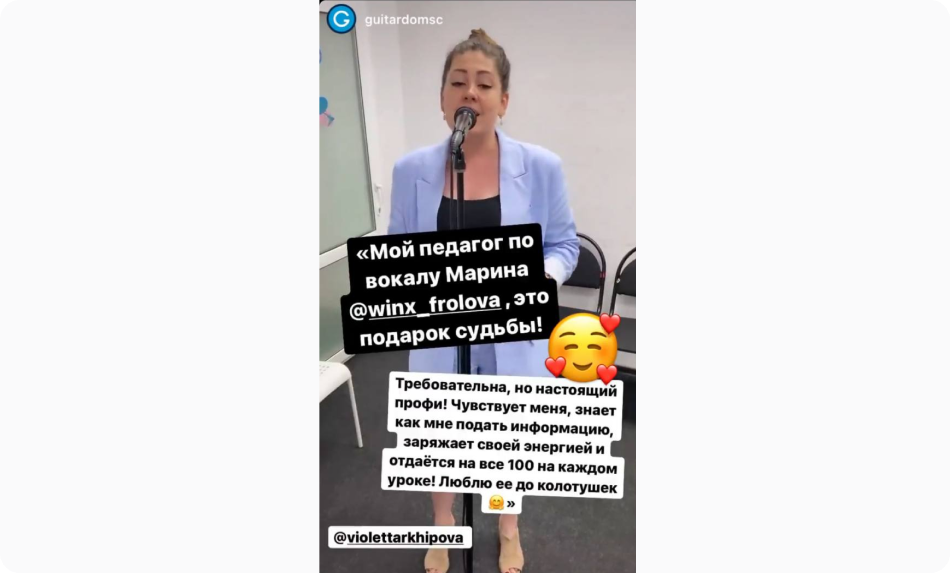 guitardomsc
«Мой педагог по
вокалу Марина
@winx_frolova , это
подарок судьбы!
Требовательна, но настоящий
профи! Чувствует меня, знает
как мне подать информацию,
заряжает своей энергией и
отдаётся на все 100 на каждом
уроке! Люблю ее до колотушек
🤗 »
@violettarkhipova